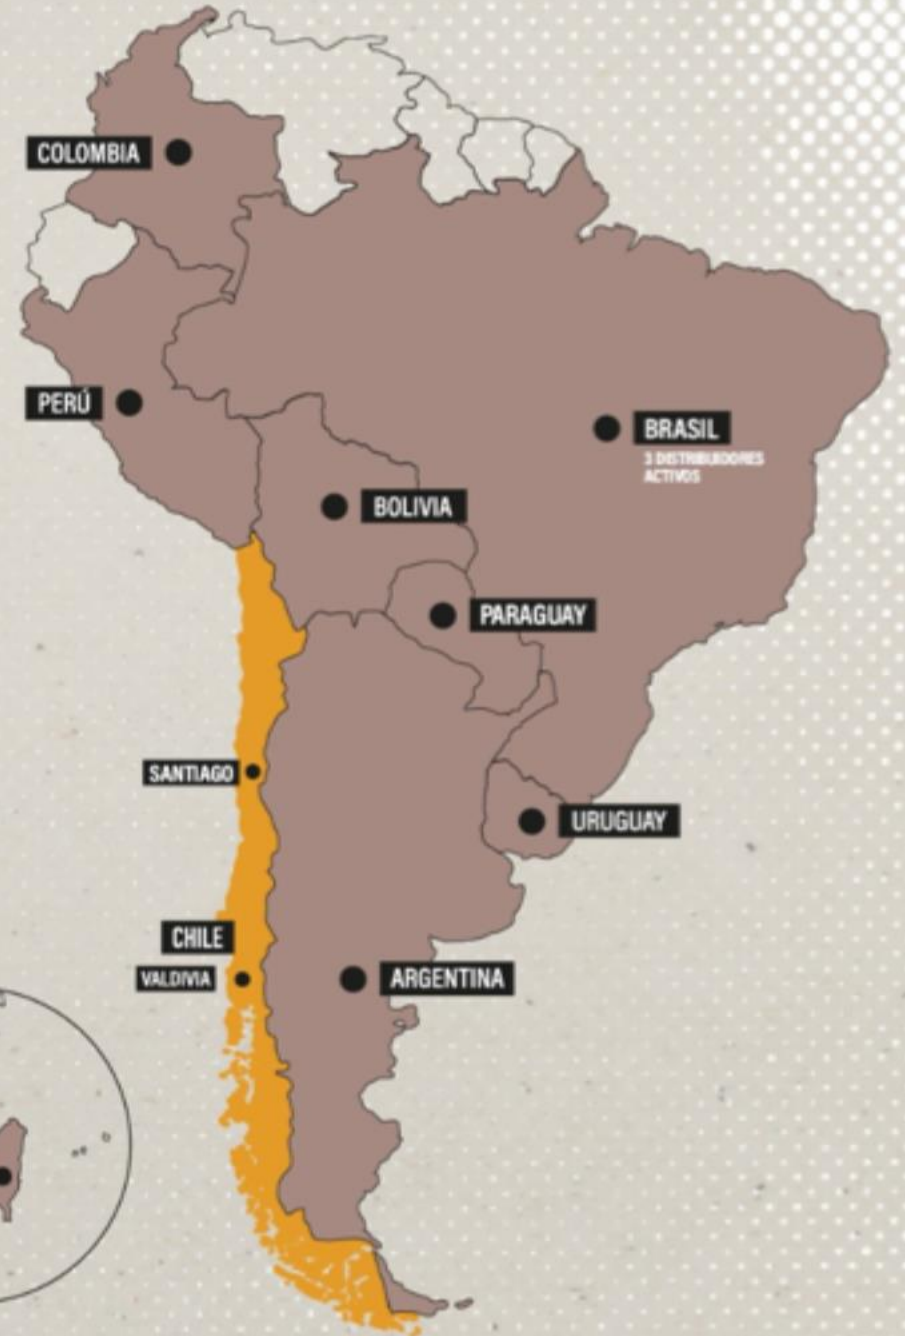 COLOMBIA
PERÚ
BRASIL
3 DISTRIBUIDORES
ACTIVOS
BOLIVIA
PARAGUAY
SANTIAGO
URUGUAY
CHILE
VALDIVIA
ARGENTINA